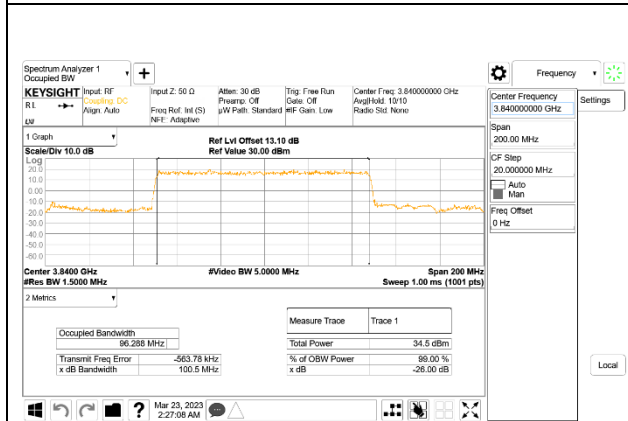 Spectrum Analyzer 1
Occupied BW
+
Frequency
KEYSIGHT
Input: RF
Coupling: DC
Align: Auto
Input Z: 50 Ω
Freq Ref: Int (S)
NFE: Adaptive
Atten: 30 dB
Preamp: Off
µW Path: Standard
Trig: Free Run
Gate: Off
#IF Gain: Low
Center Freq: 3.840000000 GHz
Avg|Hold: 10/10
Radio Std: None
RL
Center Frequency
3.840000000 GHz
Settings
Span
200.00 MHz
CF Step
20.000000 MHz
Auto
Man
Freq Offset
0 Hz
1 Graph
Scale/Div 10.0 dB
Ref Lvl Offset 13.10 dB
Ref Value 30.00 dBm
Log
20.0
10.0
0.00
-10.0
-20.0
-30.0
-40.0
-50.0
-60.0
Center 3.8400 GHz
#Video BW 5.0000 MHz
Span 200 MHz
#Res BW 1.5000 MHz
Sweep 1.00 ms (1001 pts)
2 Metrics
Measure Trace
Trace 1
Occupied Bandwidth
96.288 MHz
Total Power
34.5 dBm
Transmit Freq Error
-563.78 kHz
% of OBW Power
99.00 %
x dB Bandwidth
100.5 MHz
x dB
-26.00 dB
Local
?
Mar 23, 2023
2:27:08 AM